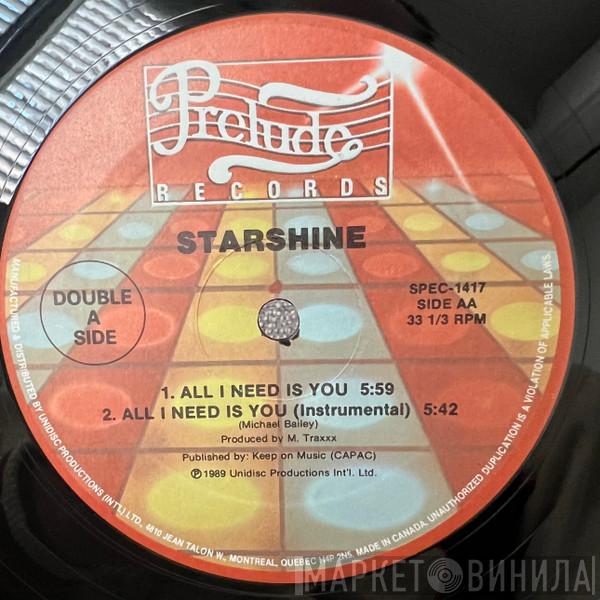 Prelude
RECORDS
STARSHINE
DOUBLE
A
SIDE
SPEC-1417
SIDE AA
33 1/3 RPM
1. ALL I NEED IS YOU 5:59
2. ALL I NEED IS YOU (Instrumental) 5:42
(Michael Bailey)
Produced by M. Traxxx
Published by: Keep on Music (CAPAC)
℗ 1989 Unidisc Productions Int'l. Ltd.
MANUFACTURED & DISTRIBUTED BY UNIDISC PRODUCTIONS (INT'L) LTD., 4810 JEAN TALON W., MONTREAL, QUEBEC H4P 2N5. MADE IN CANADA. UNAUTHORIZED DUPLICATION IS A VIOLATION OF APPLICABLE LAWS.
МАРКЕТ ВИНИЛА